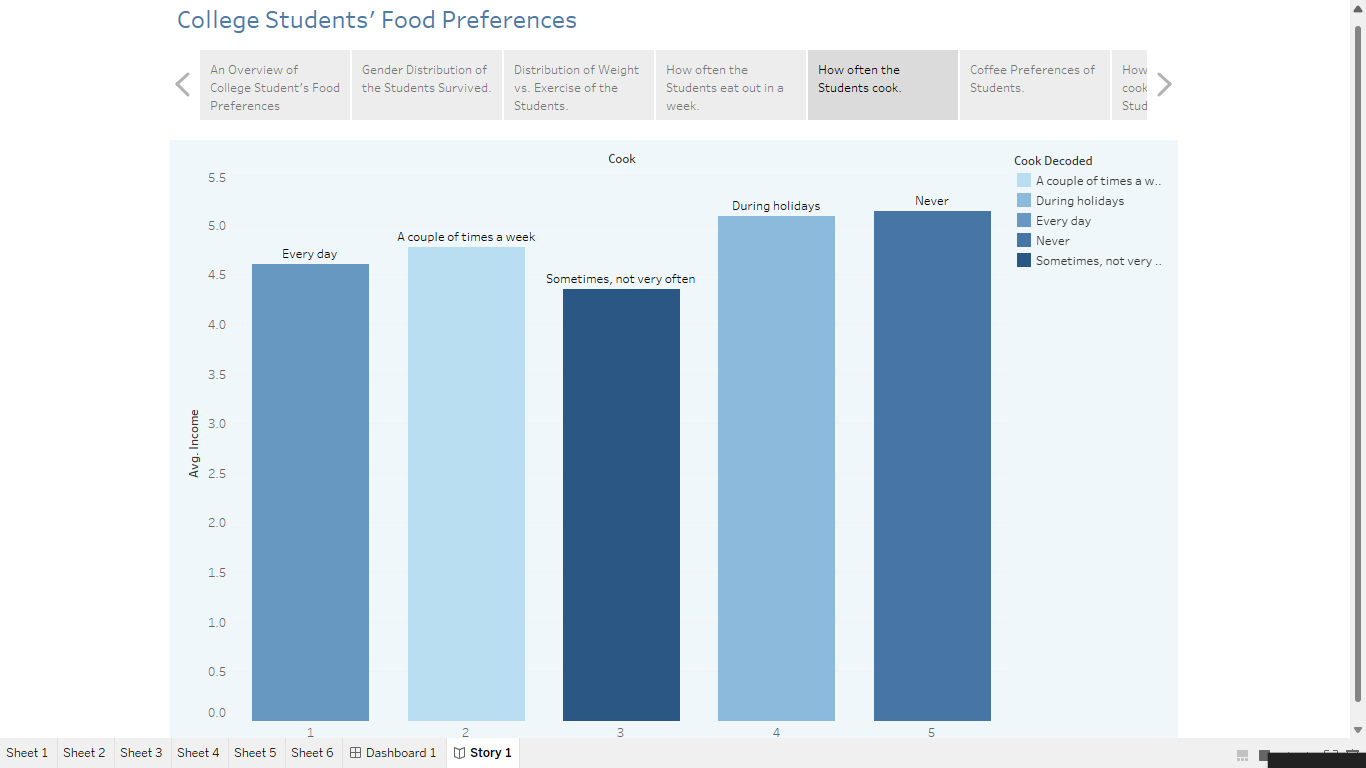 College Students’ Food Preferences
An Overview of
College Student’s Food
Preferences
Gender Distribution of
the Students Survived.
Distribution of Weight
vs. Exercise of the
Students.
How often the
Students eat out in a
week.
How often the
Students cook.
Coffee Preferences of
Students.
How
cook
Stud
Cook
5.5
5.0
4.5
4.0
3.5
3.0
2.5
2.0
1.5
1.0
0.5
0.0
Avg. Income
Every day
A couple of times a week
Sometimes, not very often
During holidays
Never
1
2
3
4
5
Cook Decoded
A couple of times a w..
During holidays
Every day
Never
Sometimes, not very ..
Sheet 1
Sheet 2
Sheet 3
Sheet 4
Sheet 5
Sheet 6
Dashboard 1
Story 1